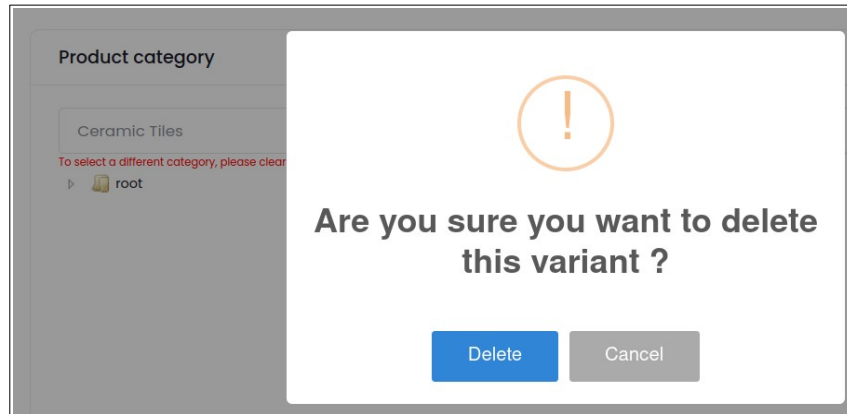 Product category
Ceramic Tiles
To select a different category, please clear
root
!
Are you sure you want to delete
this variant ?
Delete
Cancel